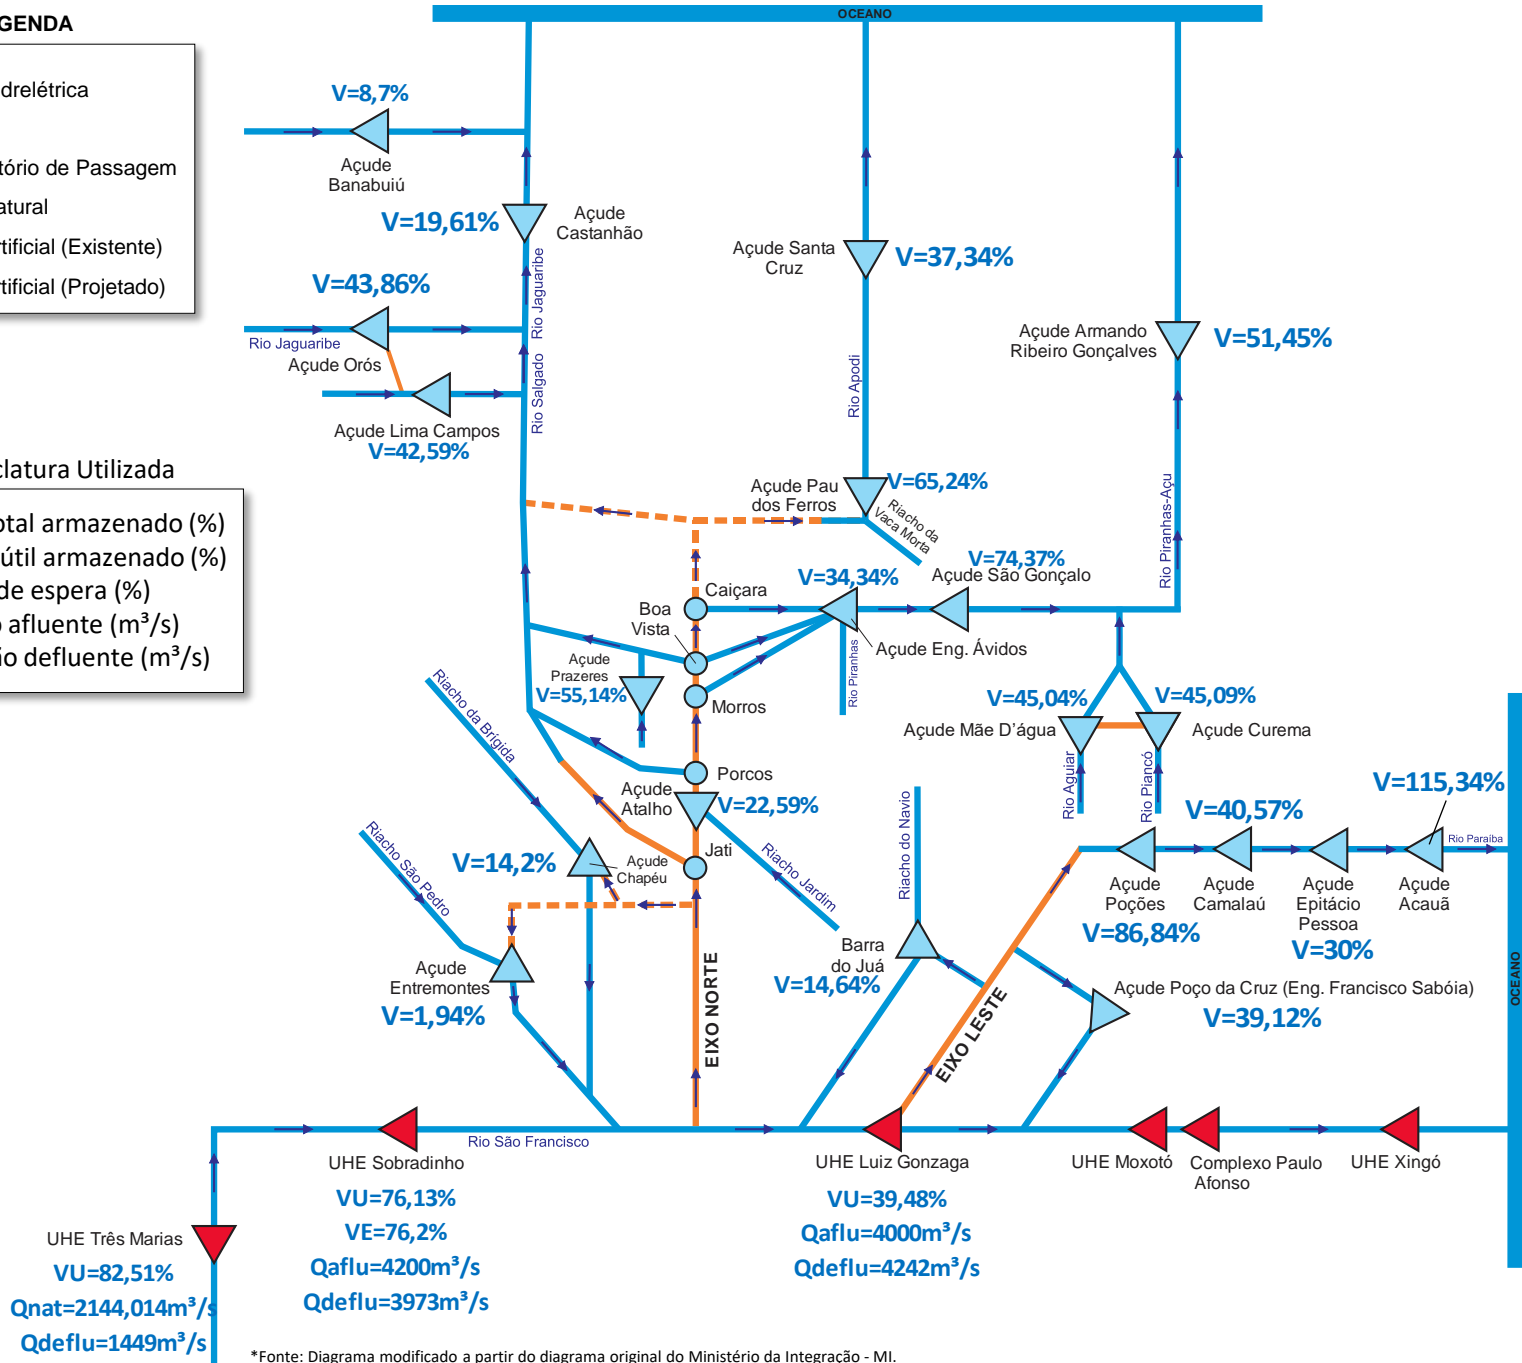 OCEANO
GENDA
drelétrica
tório de Passagem
atural
rtificial (Existente)
rtificial (Projetado)
V=8,7%
Açude
Banabuiú
V=19,61%
Açude
Castanhão
V=43,86%
Rio Jaguaribe
Rio Jaguaribe
Açude Orós
Rio Salgado
Açude Lima Campos
V=42,59%
Açude Santa
Cruz
V=37,34%
Rio Apodi
Açude Armando
Ribeiro Gonçalves
V=51,45%
Rio Piranhas-Açu
clatura Utilizada
otal armazenado (%)
útil armazenado (%)
de espera (%)
o afluente (m³/s)
ão defluente (m³/s)
Açude Pau
dos Ferros
V=65,24%
Riacho da
Vaca Morta
V=74,37%
Açude São Gonçalo
V=34,34%
Caiçara
Boa
Vista
Açude Eng. Ávidos
Rio Piranhas
Açude
Prazeres
V=55,14%
Morros
Porcos
Riacho da Brígida
Açude
Atalho
V=22,59%
Jati
Riacho Jardim
V=45,04%
V=45,09%
Açude Mãe D'água
Açude Curema
Rio Aguiar
Rio Piancó
V=115,34%
V=40,57%
Rio Paraíba
Riacho São Pedro
V=14,2%
Açude
Chapéu
Riacho do Navio
Açude
Poções
Açude
Camalaú
Açude
Epitácio
Pessoa
Açude
Acauã
V=86,84%
V=30%
Barra
do Juá
V=14,64%
Açude
Entremontes
V=1,94%
EIXO NORTE
EIXO LESTE
Açude Poço da Cruz (Eng. Francisco Sabóia)
V=39,12%
OCEANO
Rio São Francisco
UHE Sobradinho
VU=76,13%
VE=76,2%
Qaflu=4200m³/s
Qdeflu=3973m³/s
UHE Luiz Gonzaga
VU=39,48%
Qaflu=4000m³/s
Qdeflu=4242m³/s
UHE Moxotó
Complexo Paulo
Afonso
UHE Xingó
UHE Três Marias
VU=82,51%
Qnat=2144,014m³/s
Qdeflu=1449m³/s
*Fonte: Diagrama modificado a partir do diagrama original do Ministério da Integração - MI.